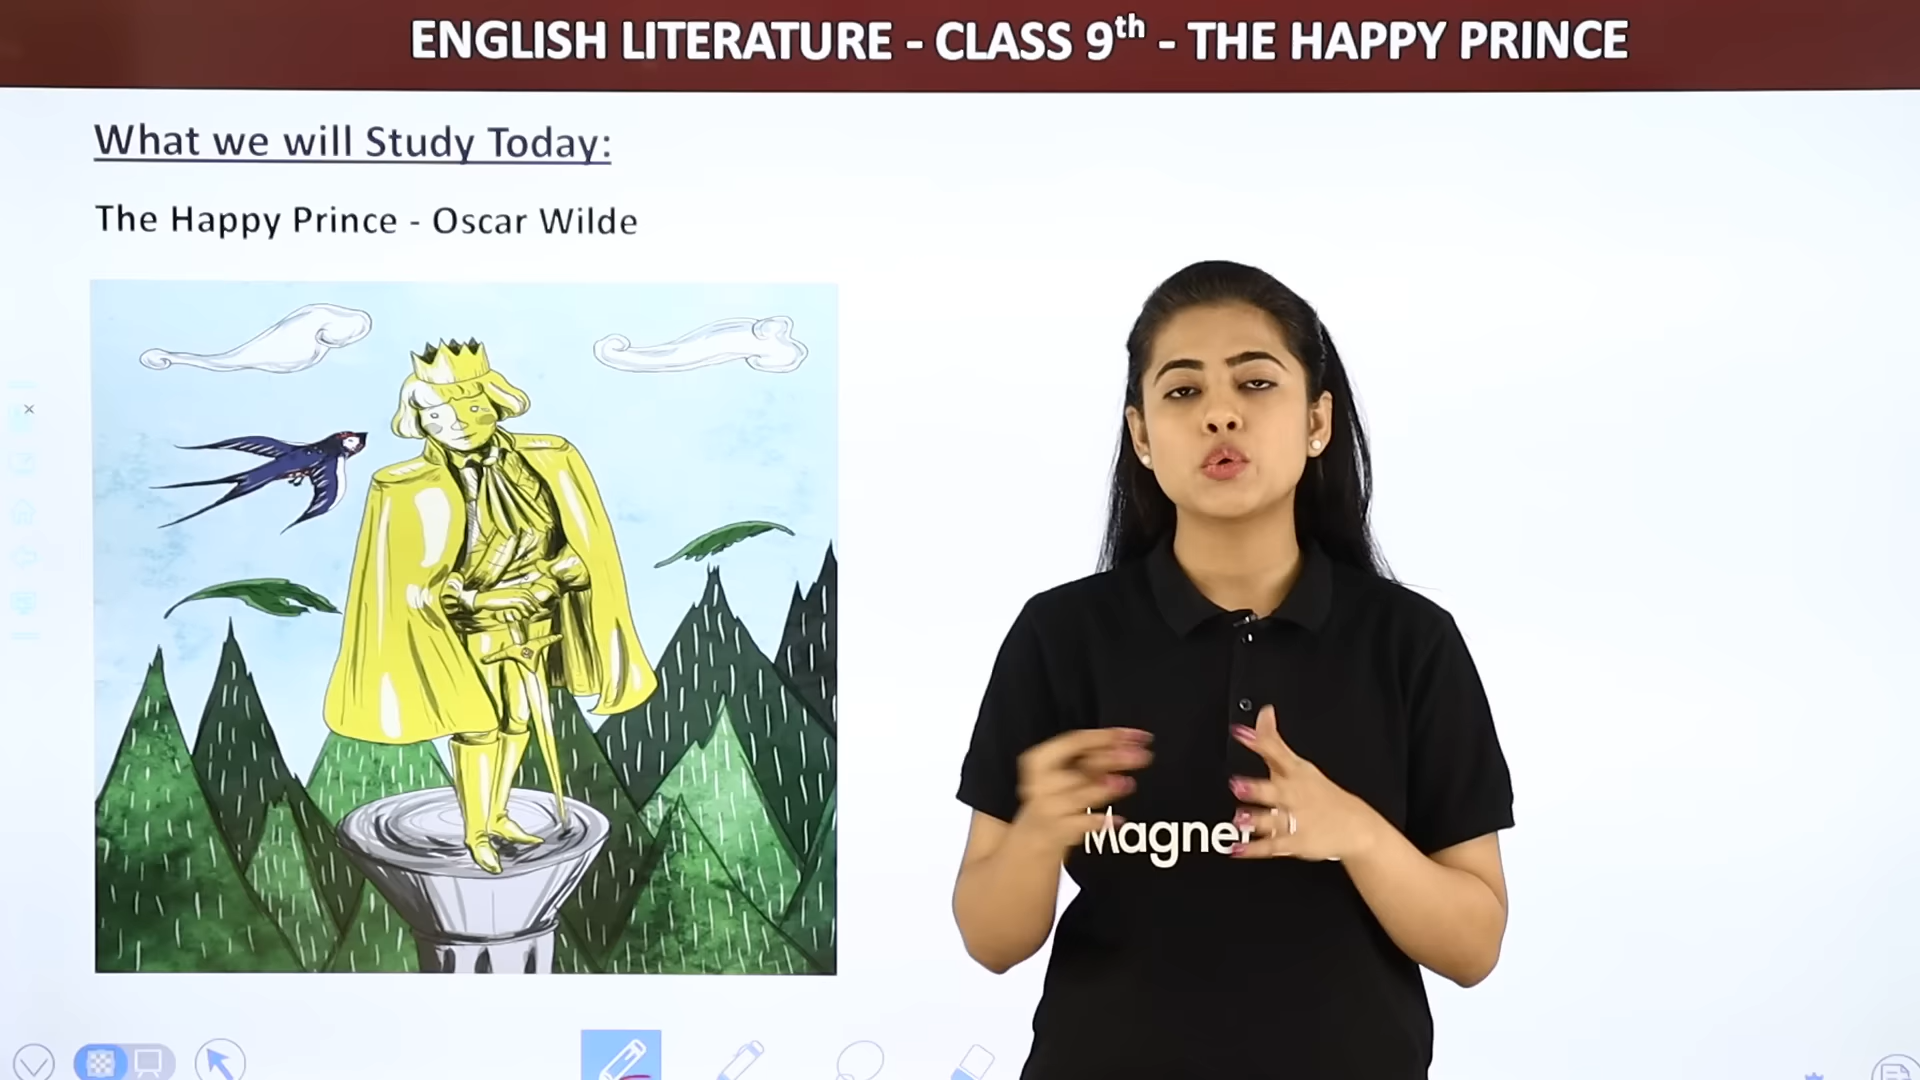 ENGLISH LITERATURE - CLASS 9th - THE HAPPY PRINCE
What we will Study Today:
The Happy Prince - Oscar Wilde
Magne